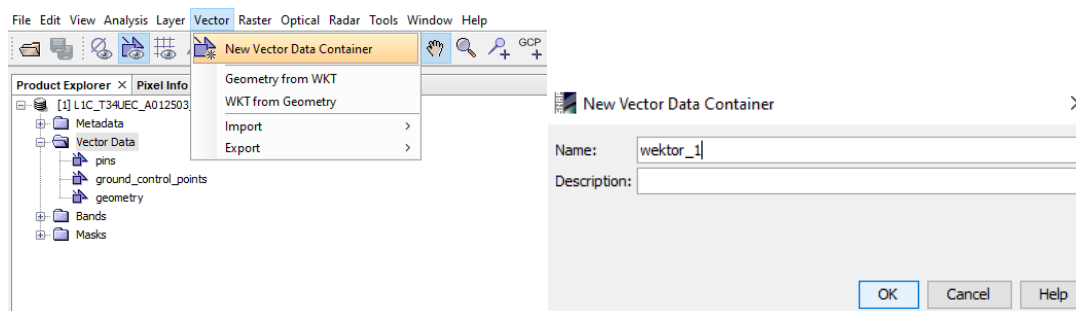 File Edit View Analysis Layer Vector Raster Optical Radar Tools Window Help
New Vector Data Container
GCP
Geometry from WKT
WKT from Geometry
Import
Export
Product Explorer Pixel Info
[1] L1C_T34UEC_A012503_
Metadata
Vector Data
pins
ground_control_points
geometry
Bands
Masks
New Vector Data Container
Name: wektor_1
Description:
OK Cancel Help